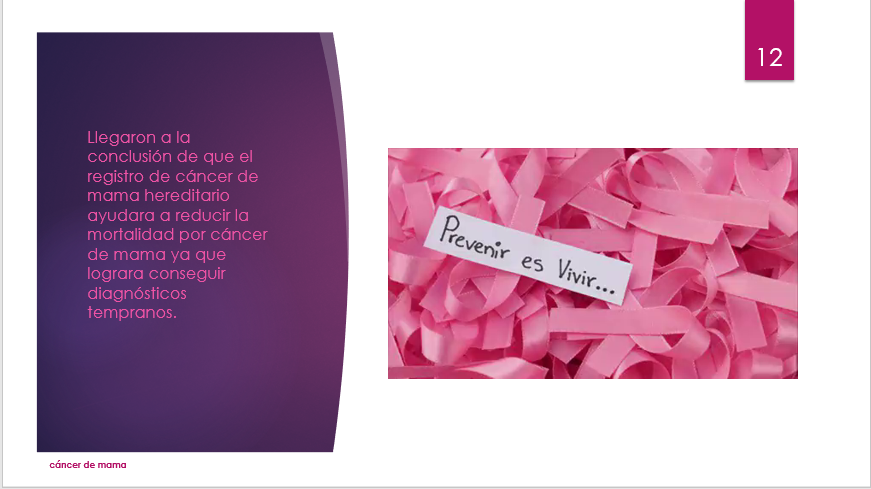 12
Llegaron a la
conclusión de que el
registro de cáncer de
mama hereditario
ayudara a reducir la
mortalidad por cáncer
de mama ya que
lograra conseguir
diagnósticos
tempranos.
Prevenir es Vivir...
cáncer de mama